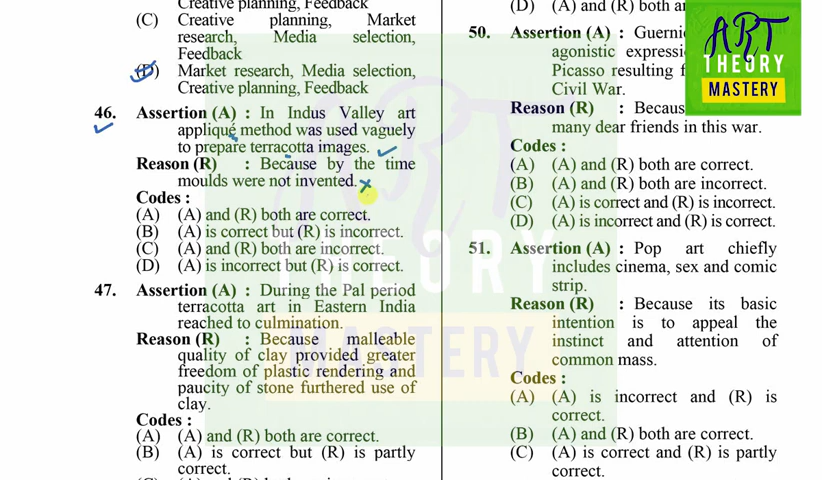 Creative planning, Feedback
(C) Creative planning, Market
research, Media selection,
Feedback
(D) Market research, Media selection,
Creative planning, Feedback
46. Assertion (A) : In Indus Valley art
appliqué method was used vaguely
to prepare terracotta images.
Reason (R) : Because by the time
moulds were not invented.
Codes :
(A) (A) and (R) both are correct.
(B) (A) is correct but (R) is incorrect.
(C) (A) and (R) both are incorrect.
(D) (A) is incorrect but (R) is correct.
47. Assertion (A) : During the Pal period
terracotta art in Eastern India
reached to culmination.
Reason (R) : Because malleable
quality of clay provided greater
freedom of plastic rendering and
paucity of stone furthered use of
clay.
Codes :
(A) (A) and (R) both are correct.
(B) (A) is correct but (R) is partly
correct.
(D) (A) and (R) both
50. Assertion (A) :
agonistic
Picasso resulting
Civil War.
Reason (R) :
many dear friends in this war.
Codes :
(A) (A) and (R) both are correct.
(B) (A) and (R) both are incorrect.
(C) (A) is correct and (R) is incorrect.
(D) (A) is incorrect and (R) is correct.
51. Assertion (A) : Pop art chiefly
includes cinema, sex and comic
strip.
Reason (R) : Because its basic
intention is to appeal the
instinct and attention of
common mass.
Codes :
(A) (A) is incorrect and (R) is
correct.
(B) (A) and (R) both are correct.
(C) (A) is correct and (R) is partly
correct.
ART
THEORY
MASTERY
ART
THEORY
MASTERY